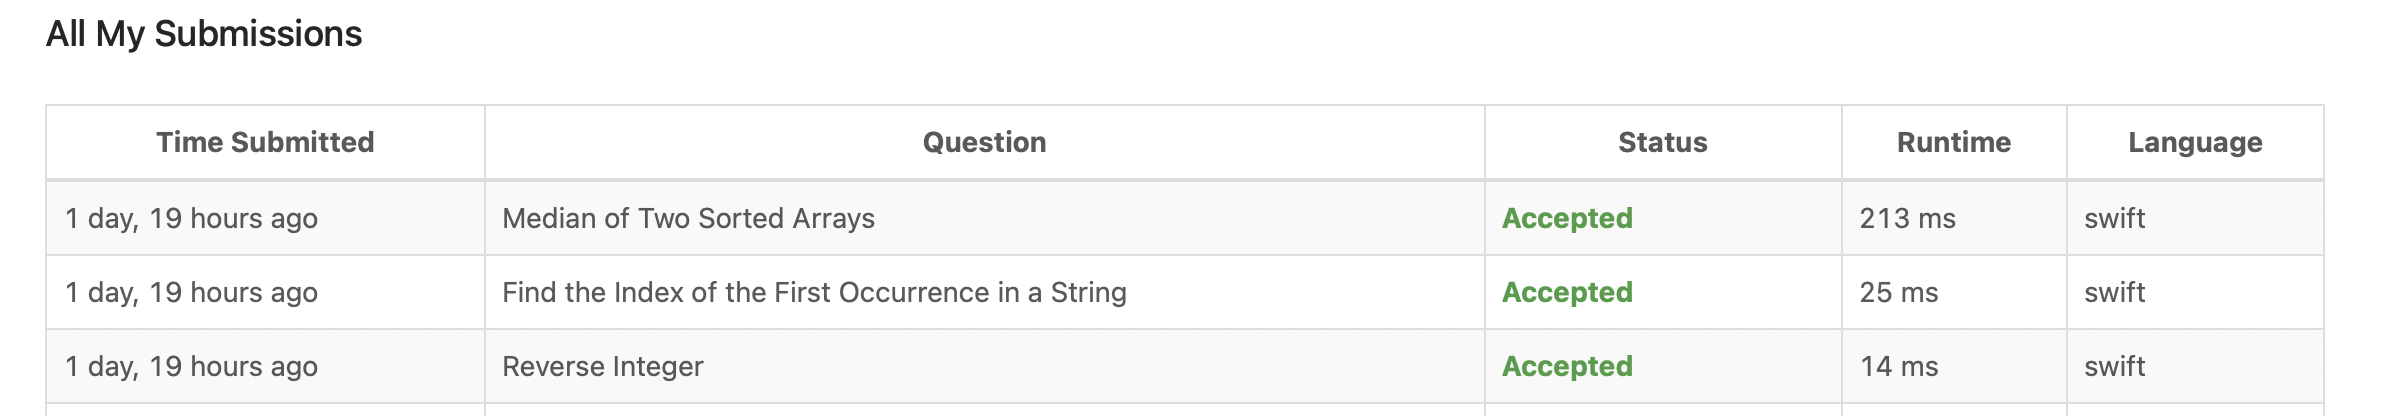 All My Submissions
Time Submitted Question Status Runtime Language
1 day, 19 hours ago Median of Two Sorted Arrays Accepted 213 ms swift
1 day, 19 hours ago Find the Index of the First Occurrence in a String Accepted 25 ms swift
1 day, 19 hours ago Reverse Integer Accepted 14 ms swift